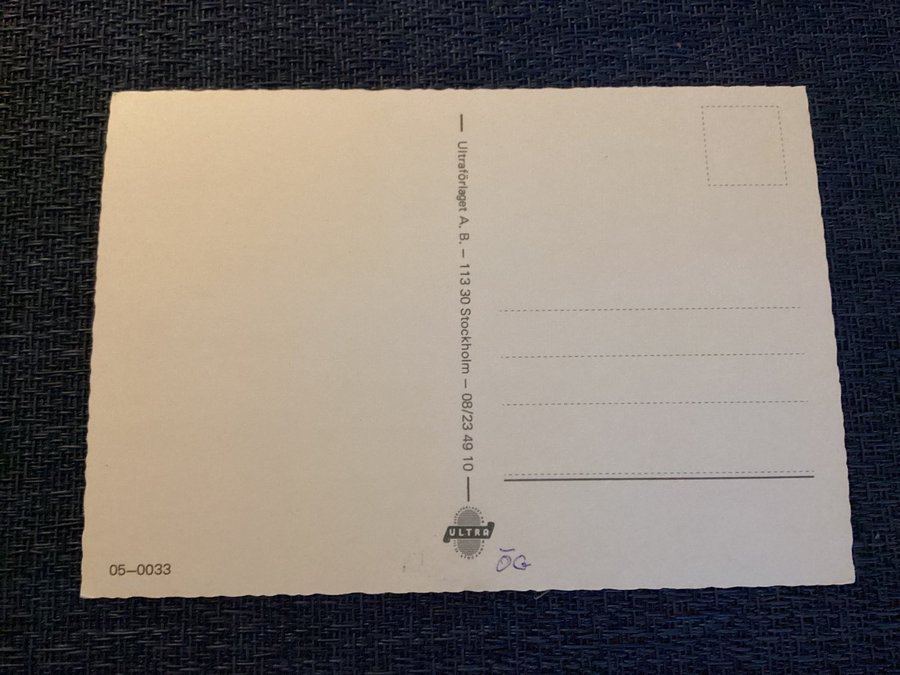 Ultraförlaget A. B. – 113 30 Stockholm – 08/23 49 10
ULTRA
ÖG
05–0033